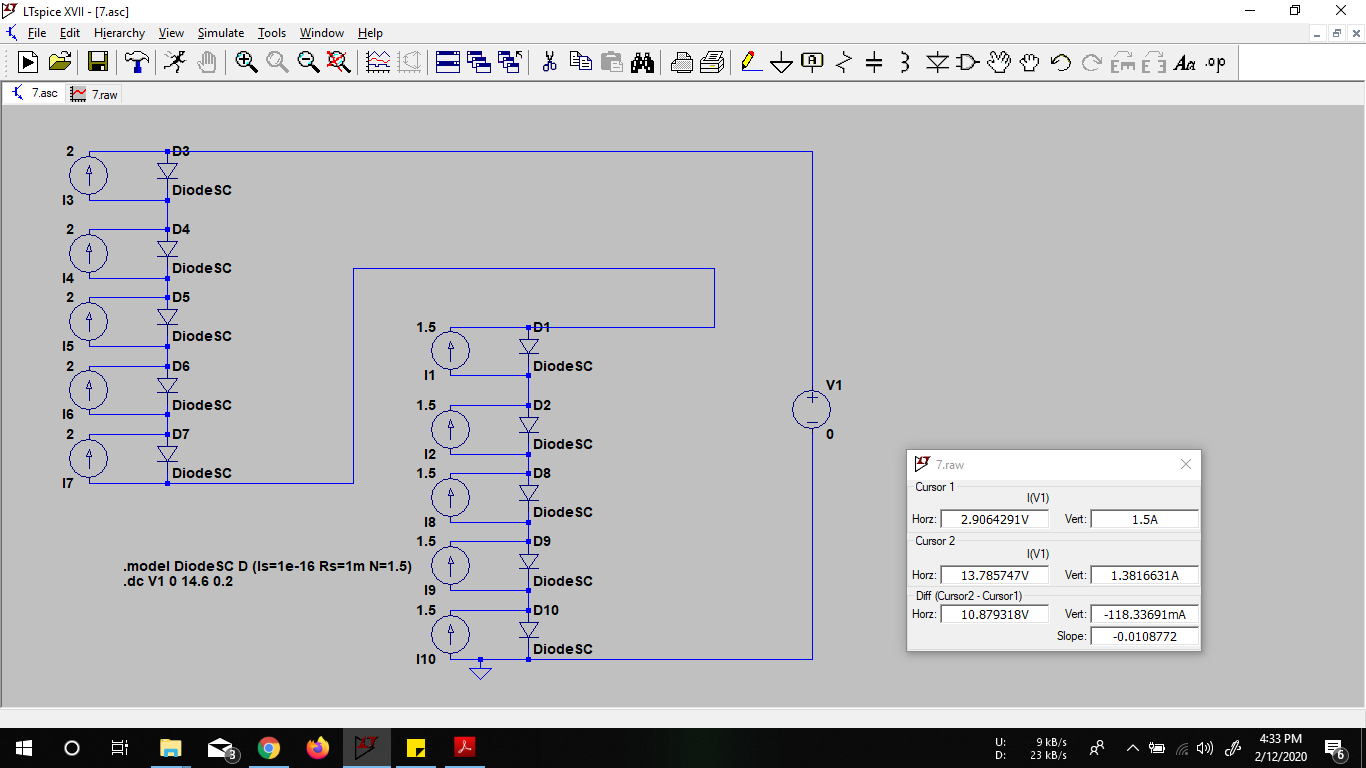 LTspice XVII - [7.asc]
File Edit Hierarchy View Simulate Tools Window Help
7.asc 7.raw
2 D3
DiodeSC
I3
2 D4
DiodeSC
I4
2 D5
DiodeSC
I5
2 D6
DiodeSC
I6
2 D7
DiodeSC
I7
1.5 D1
DiodeSC
I1
1.5 D2
DiodeSC
I2
1.5 D8
DiodeSC
I8
1.5 D9
DiodeSC
I9
1.5 D10
DiodeSC
I10
V1
0
.model DiodeSC D (Is=1e-16 Rs=1m N=1.5)
.dc V1 0 14.6 0.2
7.raw
Cursor 1
I(V1)
Horz: 2.9064291V Vert: 1.5A
Cursor 2
I(V1)
Horz: 13.785747V Vert: 1.3816631A
Diff (Cursor2 - Cursor1)
Horz: 10.879318V Vert: -118.33691mA
Slope: -0.0108772
3
U: 9 kB/s
D: 23 kB/s
4:33 PM
2/12/2020
6